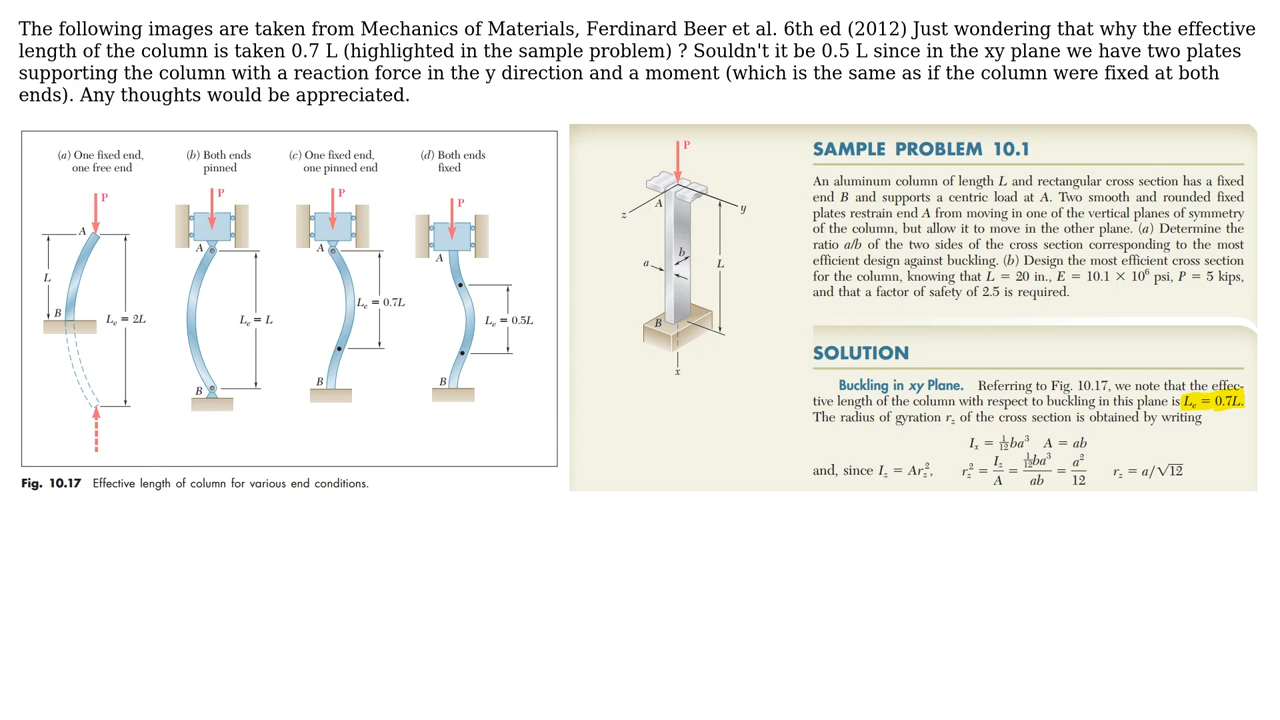 The following images are taken from Mechanics of Materials, Ferdinard Beer et al. 6th ed (2012) Just wondering that why the effective
length of the column is taken 0.7 L (highlighted in the sample problem) ? Souldn't it be 0.5 L since in the xy plane we have two plates
supporting the column with a reaction force in the y direction and a moment (which is the same as if the column were fixed at both
ends). Any thoughts would be appreciated.
(a) One fixed end,
one free end
(b) Both ends
pinned
(c) One fixed end,
one pinned end
(d) Both ends
fixed
P
A
L
B
Le = 2L
P
A
Le = L
B
P
A
Le = 0.7L
B
P
A
Le = 0.5L
B
Fig. 10.17 Effective length of column for various end conditions.
P
A
z
y
b
a
L
B
x
SAMPLE PROBLEM 10.1
An aluminum column of length L and rectangular cross section has a fixed
end B and supports a centric load at A. Two smooth and rounded fixed
plates restrain end A from moving in one of the vertical planes of symmetry
of the column, but allow it to move in the other plane. (a) Determine the
ratio a/b of the two sides of the cross section corresponding to the most
efficient design against buckling. (b) Design the most efficient cross section
for the column, knowing that L = 20 in., E = 10.1 × 10⁶ psi, P = 5 kips,
and that a factor of safety of 2.5 is required.
SOLUTION
Buckling in xy Plane. Referring to Fig. 10.17, we note that the effec-
tive length of the column with respect to buckling in this plane is Le = 0.7L.
The radius of gyration rz of the cross section is obtained by writing
Ix = 1/12 ba³ A = ab
and, since Iz = Arz², rz² = Iz/A = 1/12 ba³/ab = a²/12 rz = a/√12